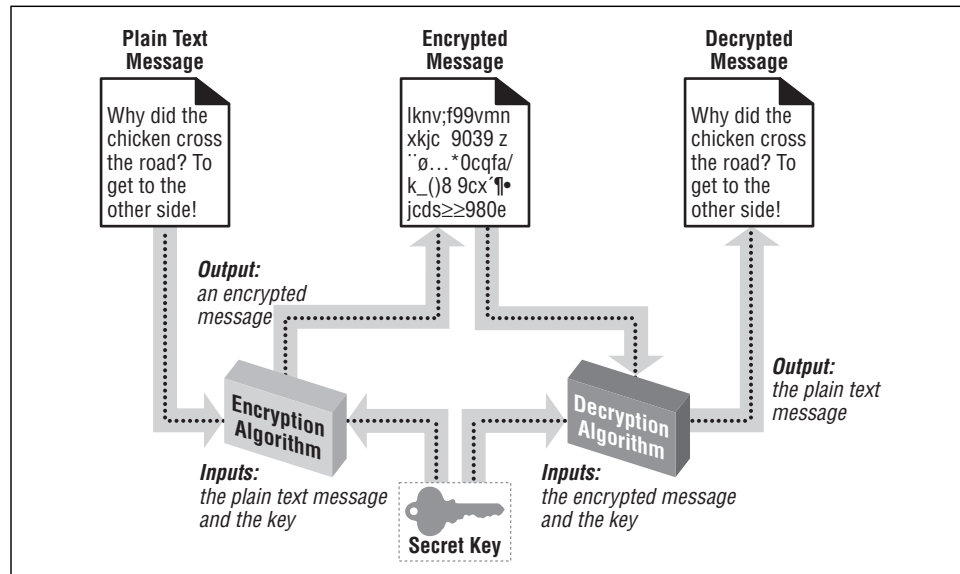 Plain Text
Message
Why did the
chicken cross
the road? To
get to the
other side!
Encrypted
Message
lknv;f99vmn
xkjc 9039 z
¨ø…*0cqfa/
k_()8 9cx´¶•
jcds≥≥980e
Decrypted
Message
Why did the
chicken cross
the road? To
get to the
other side!
Output:
an encrypted
message
Encryption
Algorithm
Inputs:
the plain text message
and the key
Secret Key
Decryption
Algorithm
Inputs:
the encrypted message
and the key
Output:
the plain text
message